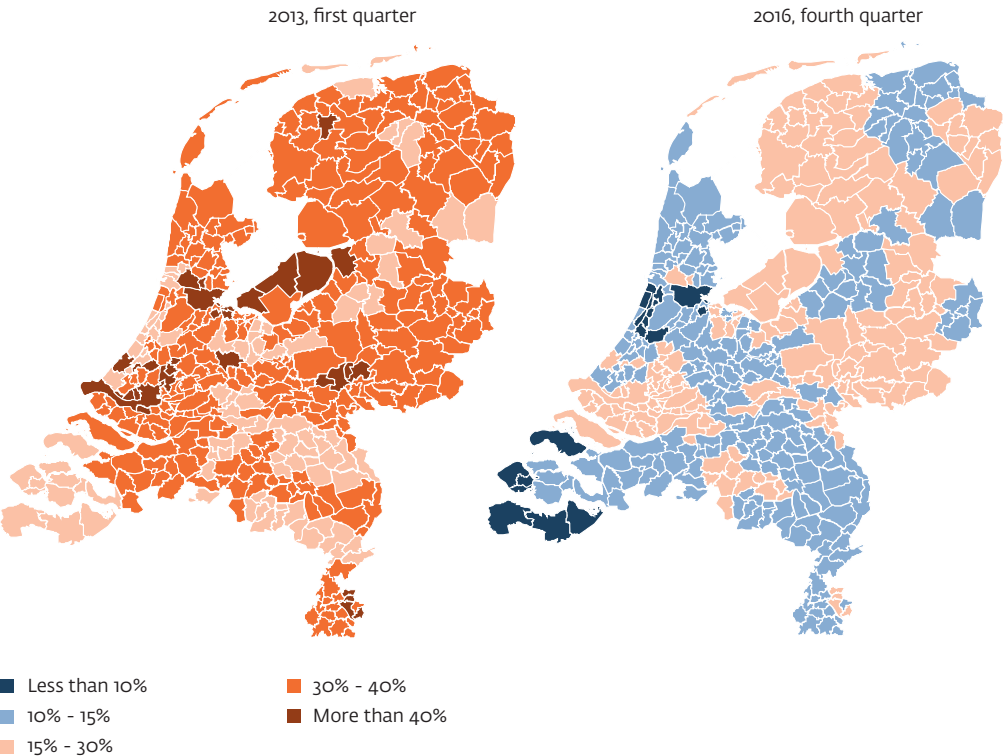 2013, first quarter
2016, fourth quarter
Less than 10%
10% - 15%
15% - 30%
30% - 40%
More than 40%